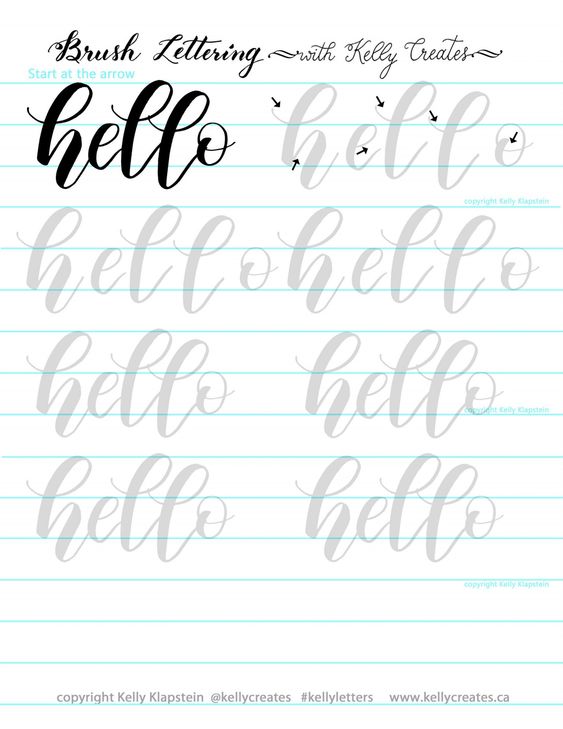 Brush Lettering ~with Kelly Creates~
Start at the arrow
hello hello
copyright Kelly Klapstein
hello hello
hello hello
copyright Kelly Klapstein
hello hello
copyright Kelly Klapstein
copyright Kelly Klapstein @kellycreates #kellyletters www.kellycreates.ca